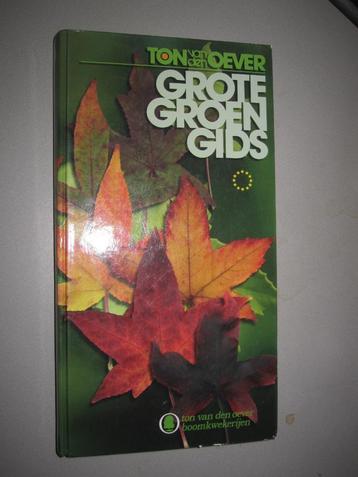 TON van den OEVER
GROTE
GROEN
GIDS
ton van den oever
boomkwekerijen